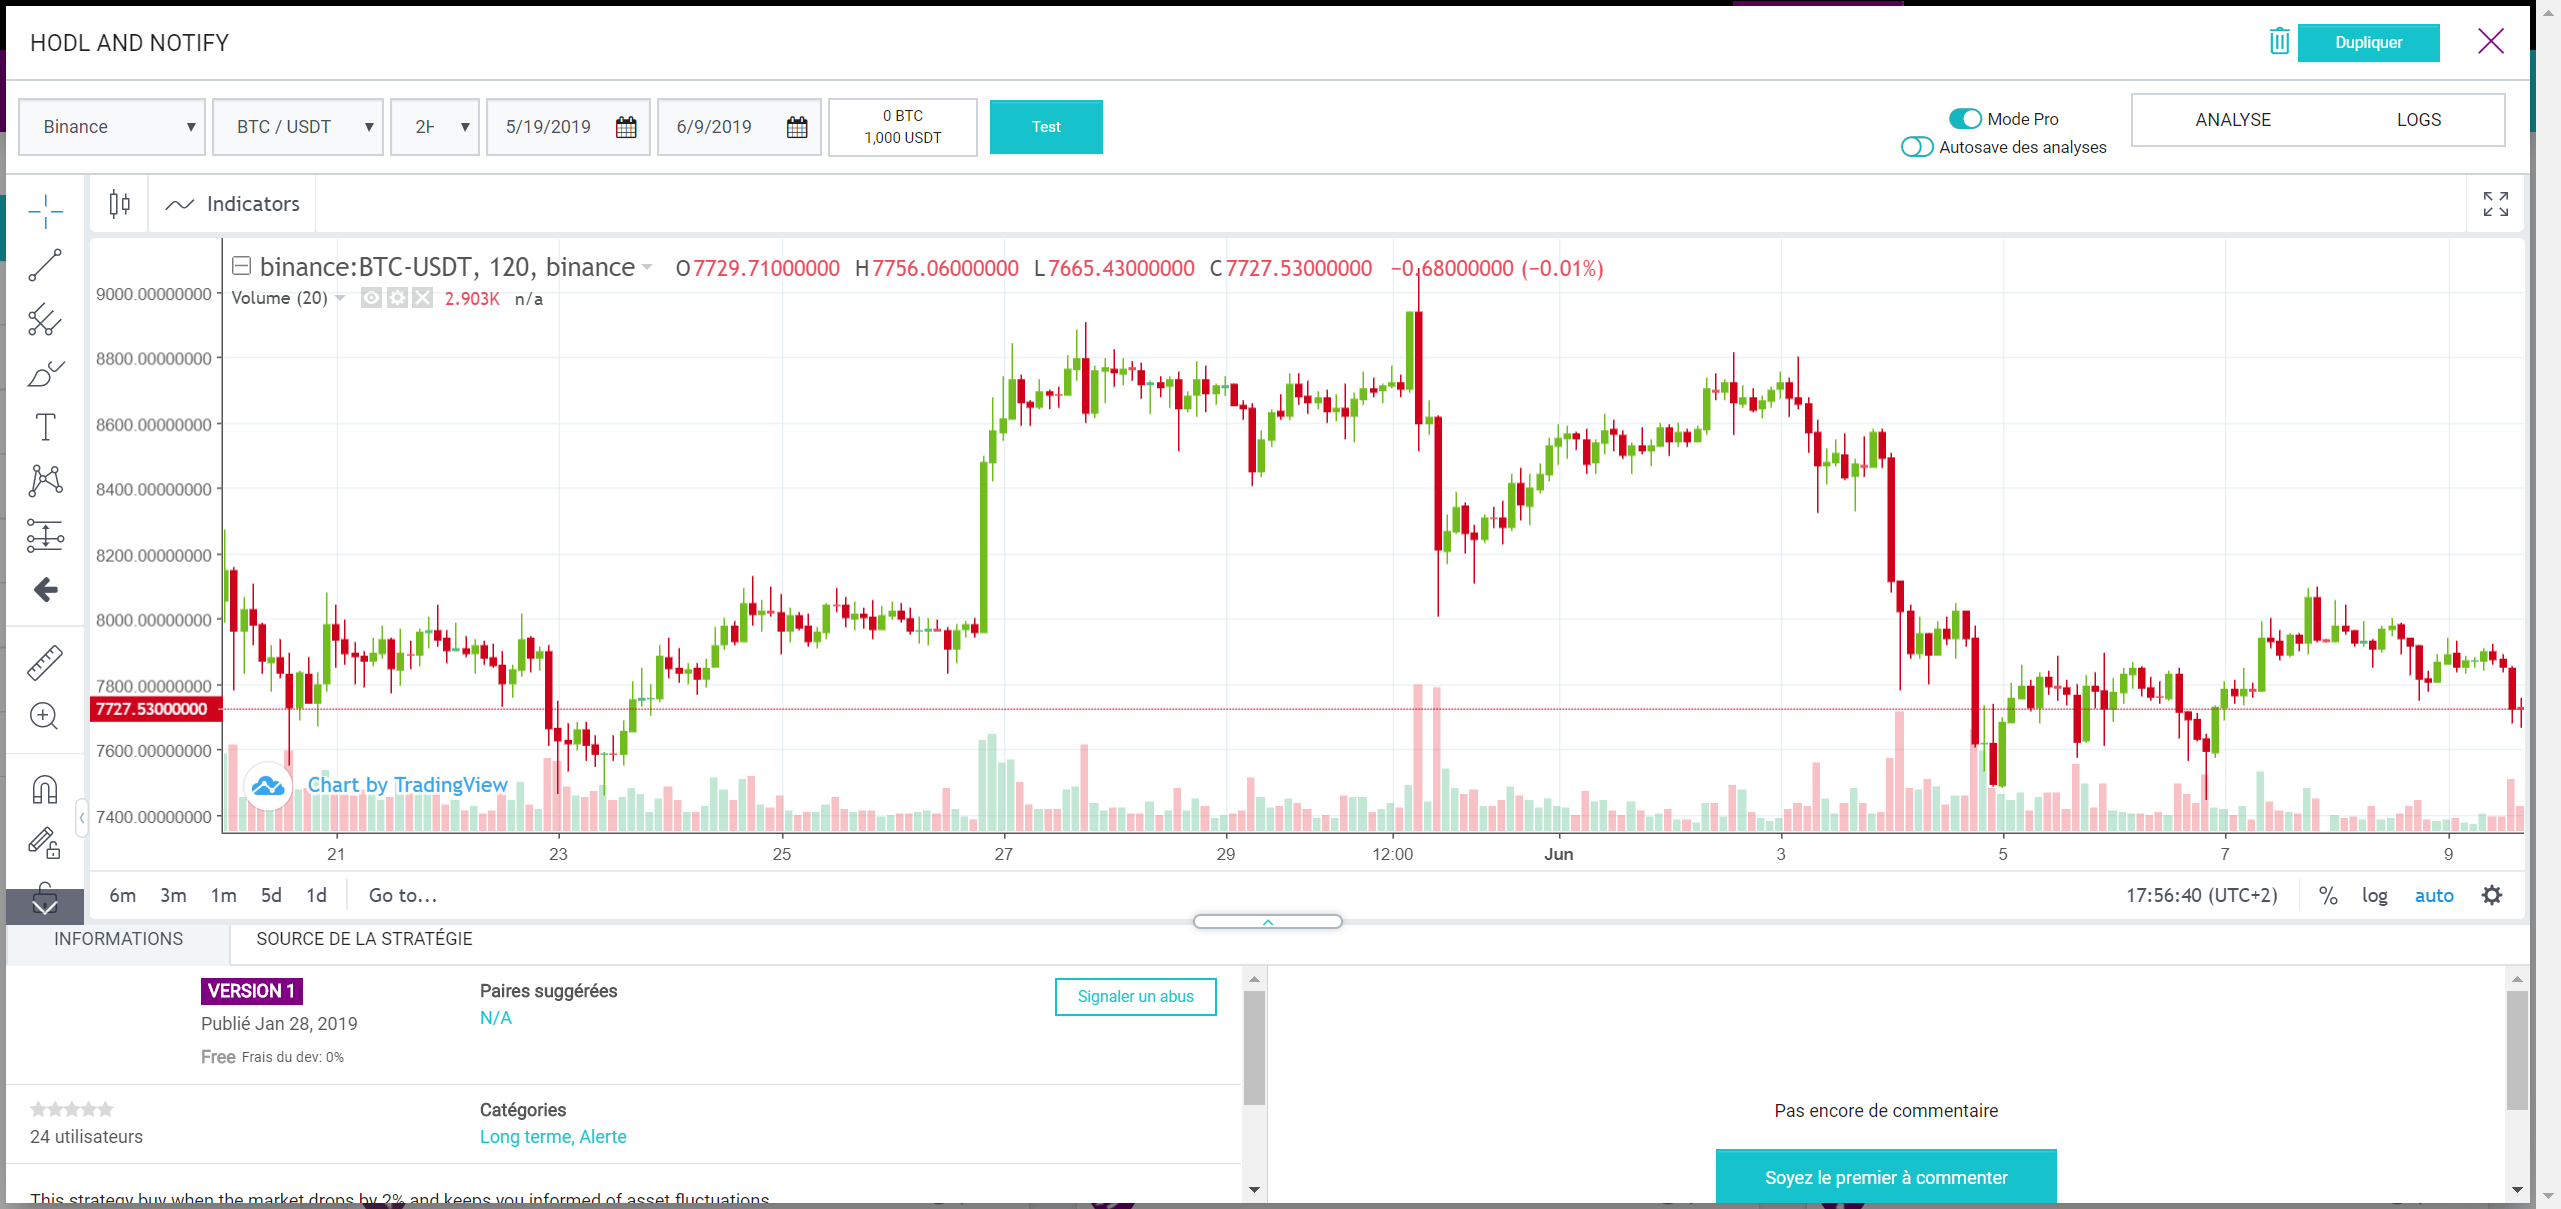 HODL AND NOTIFY
Dupliquer
Binance
BTC / USDT
2H
5/19/2019
6/9/2019
0 BTC
1,000 USDT
Test
Mode Pro
Autosave des analyses
ANALYSE
LOGS
Indicators
binance:BTC-USDT, 120, binance O7729.71000000 H7756.06000000 L7665.43000000 C7727.53000000 −0.68000000 (−0.01%)
Volume (20) 2.903K n/a
9000.00000000
8800.00000000
8600.00000000
8400.00000000
8200.00000000
8000.00000000
7800.00000000
7727.53000000
7600.00000000
7400.00000000
Chart by TradingView
21 23 25 27 29 12:00 Jun 3 5 7 9
6m 3m 1m 5d 1d Go to...
17:56:40 (UTC+2) % log auto
INFORMATIONS
SOURCE DE LA STRATÉGIE
VERSION 1
Publié Jan 28, 2019
Free Frais du dev: 0%
Paires suggérées
N/A
Signaler un abus
24 utilisateurs
Catégories
Long terme, Alerte
This strategy buy when the market drops by 2% and keeps you informed of asset fluctuations
Pas encore de commentaire
Soyez le premier à commenter